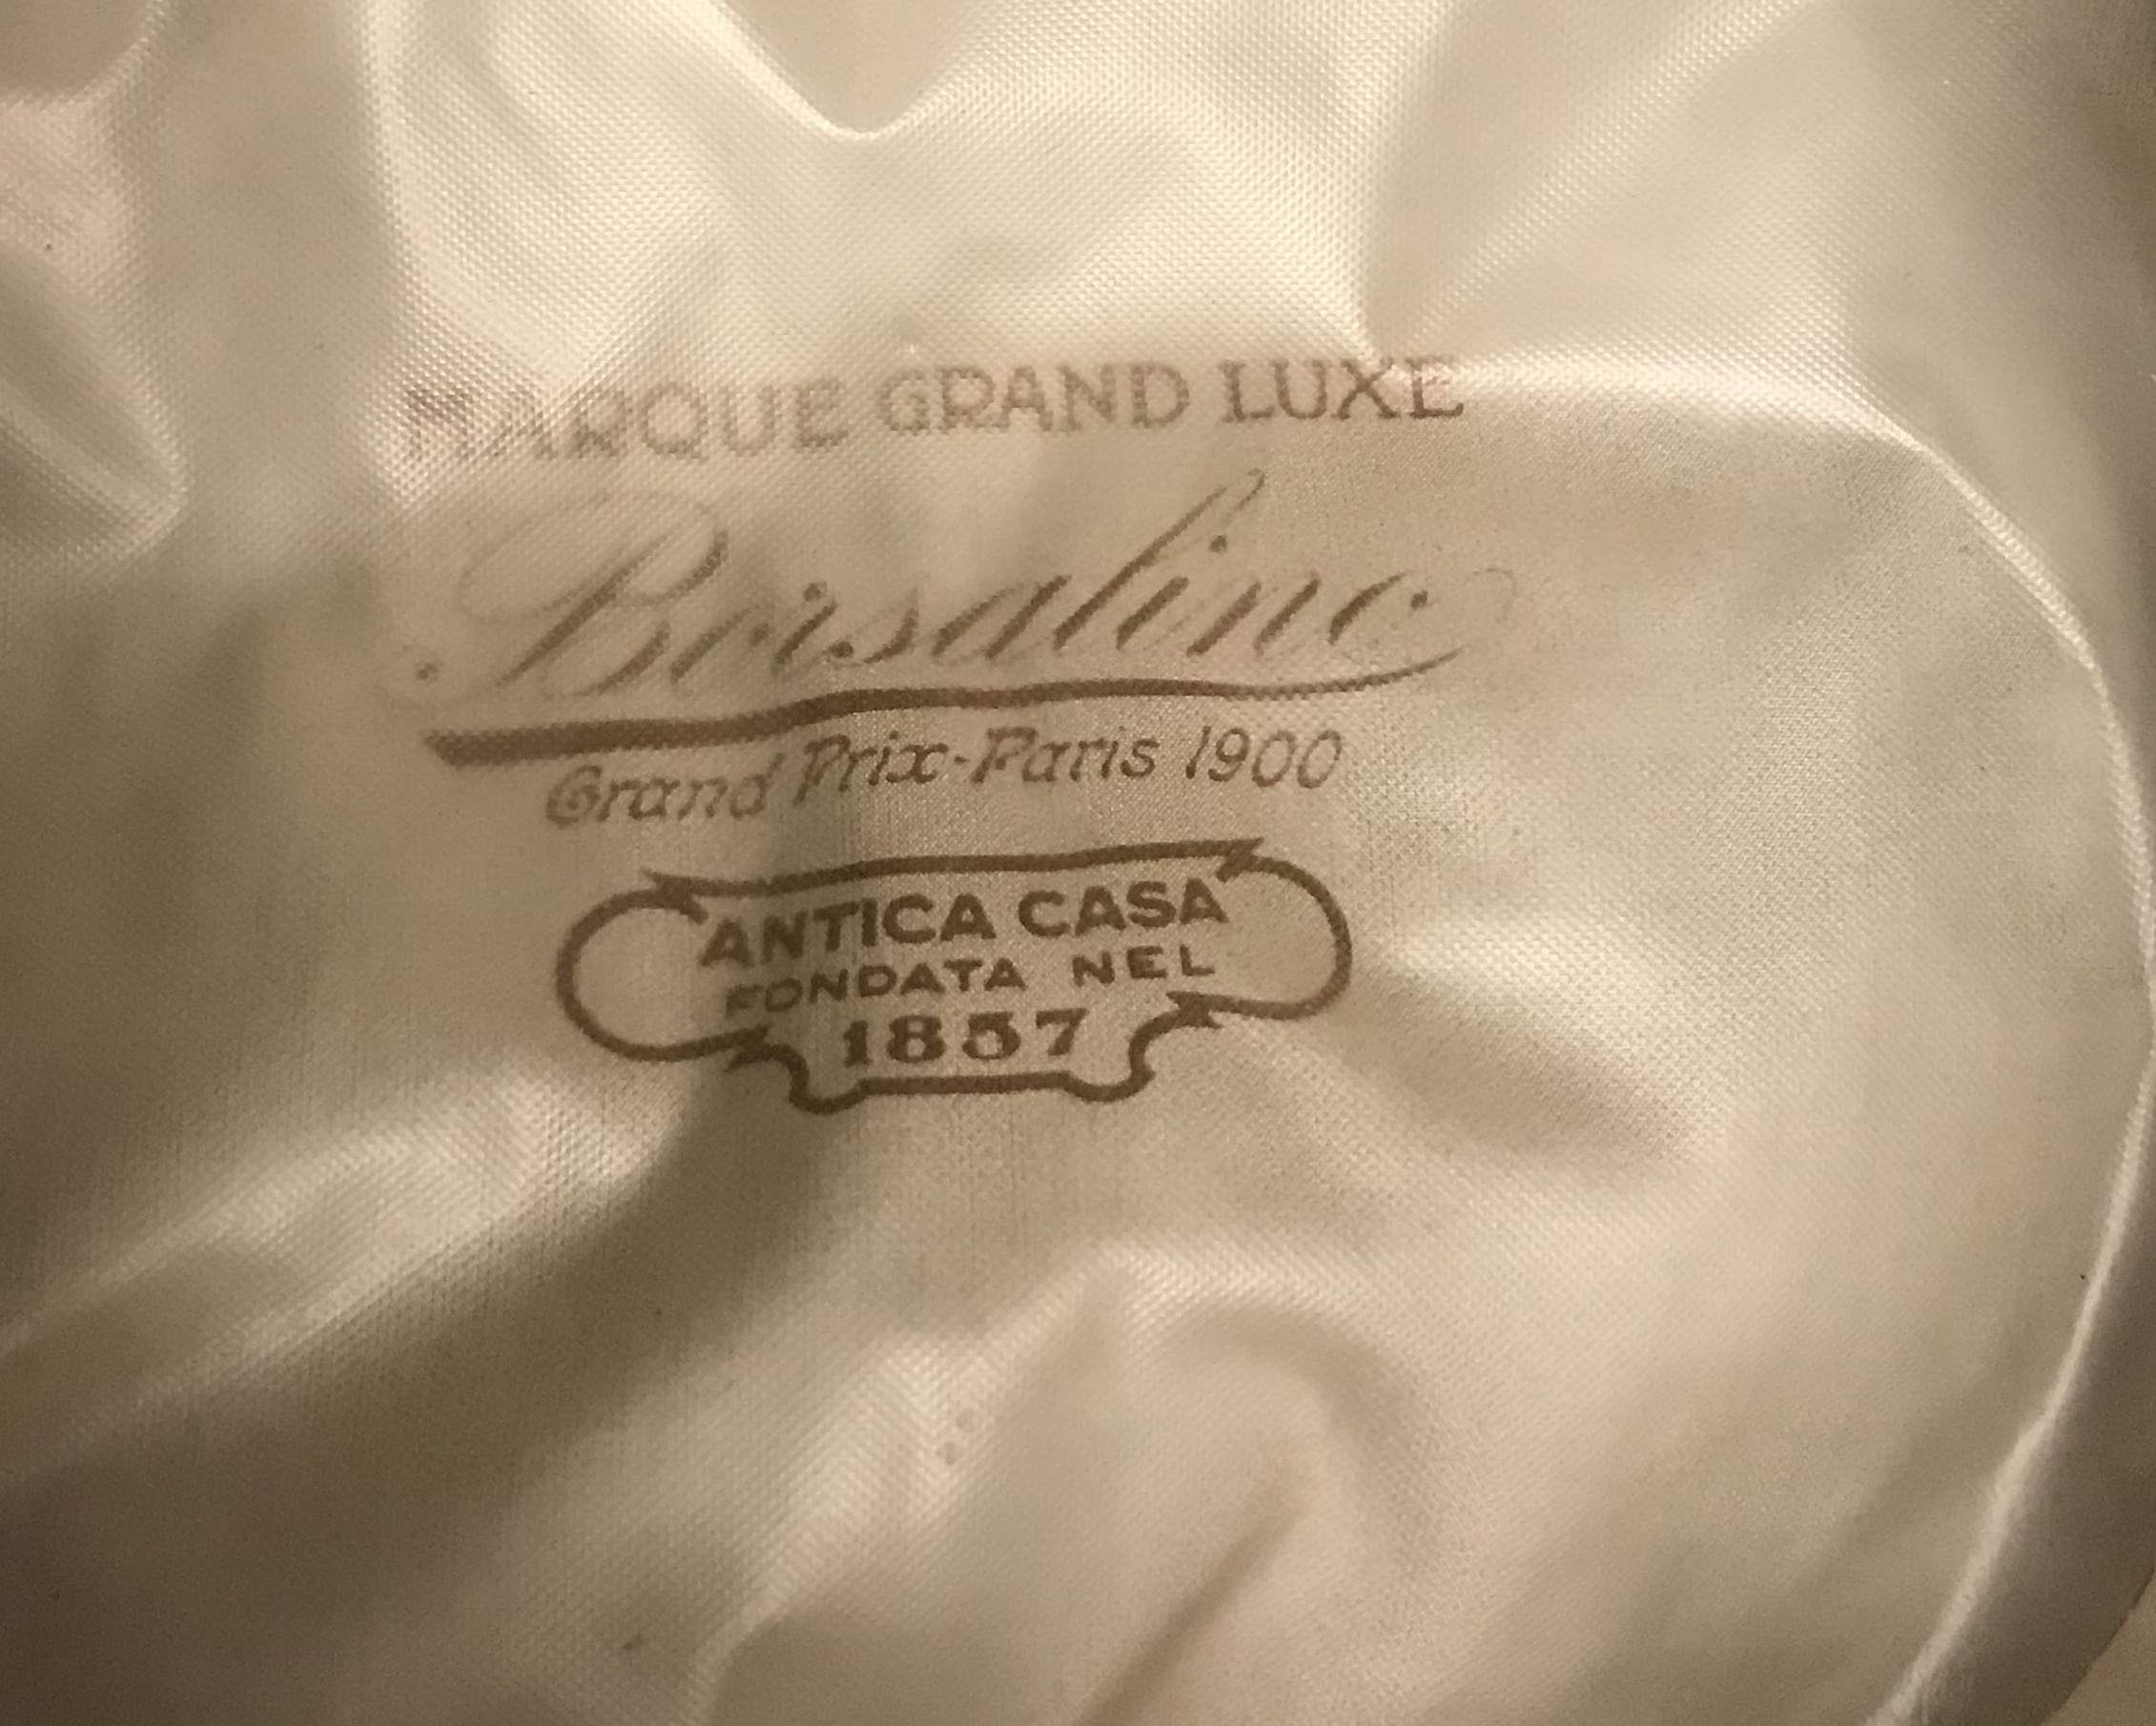 MARQUE GRAND LUXE
Borsalino
Grand Prix-Paris 1900
ANTICA CASA
FONDATA NEL
1857